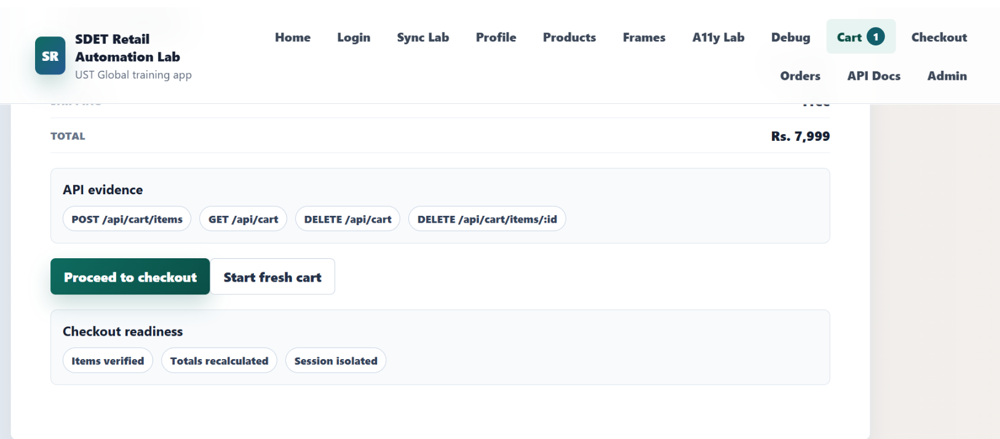 SR
SDET Retail
Automation Lab
UST Global training app
Home Login Sync Lab Profile Products Frames A11y Lab Debug Cart 1 Checkout
Orders API Docs Admin
TOTAL Rs. 7,999
API evidence
POST /api/cart/items GET /api/cart DELETE /api/cart DELETE /api/cart/items/:id
Proceed to checkout Start fresh cart
Checkout readiness
Items verified Totals recalculated Session isolated